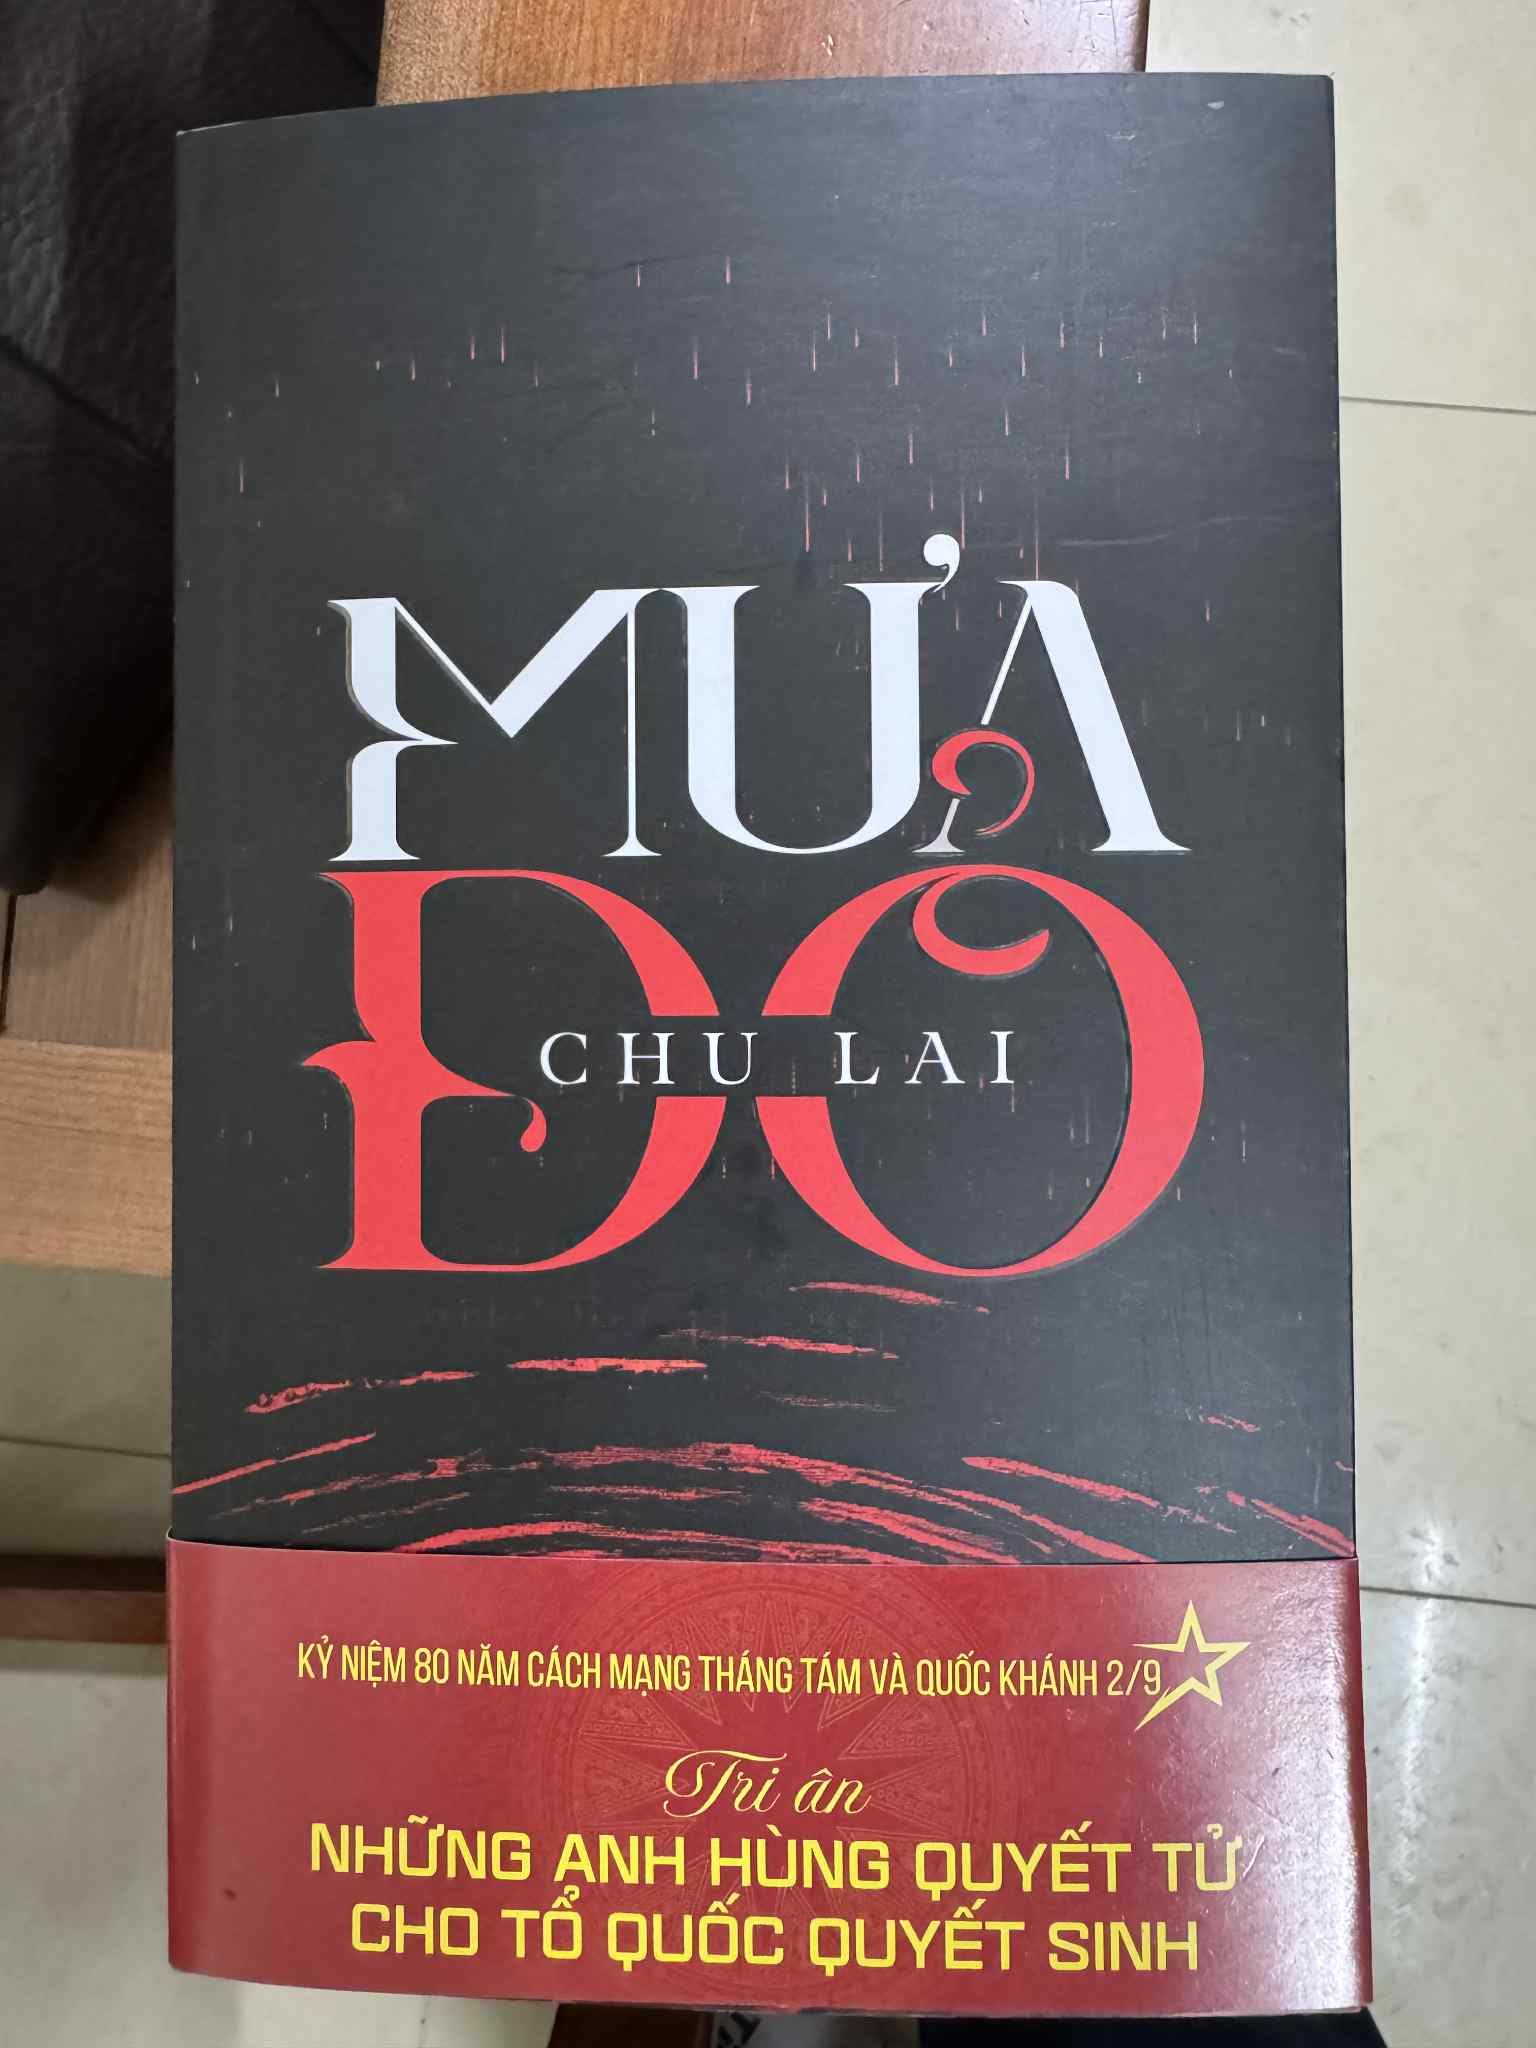 MƯA
ĐỎ
CHU LAI
KỶ NIỆM 80 NĂM CÁCH MẠNG THÁNG TÁM VÀ QUỐC KHÁNH 2/9
Tri ân
NHỮNG ANH HÙNG QUYẾT TỬ
CHO TỔ QUỐC QUYẾT SINH